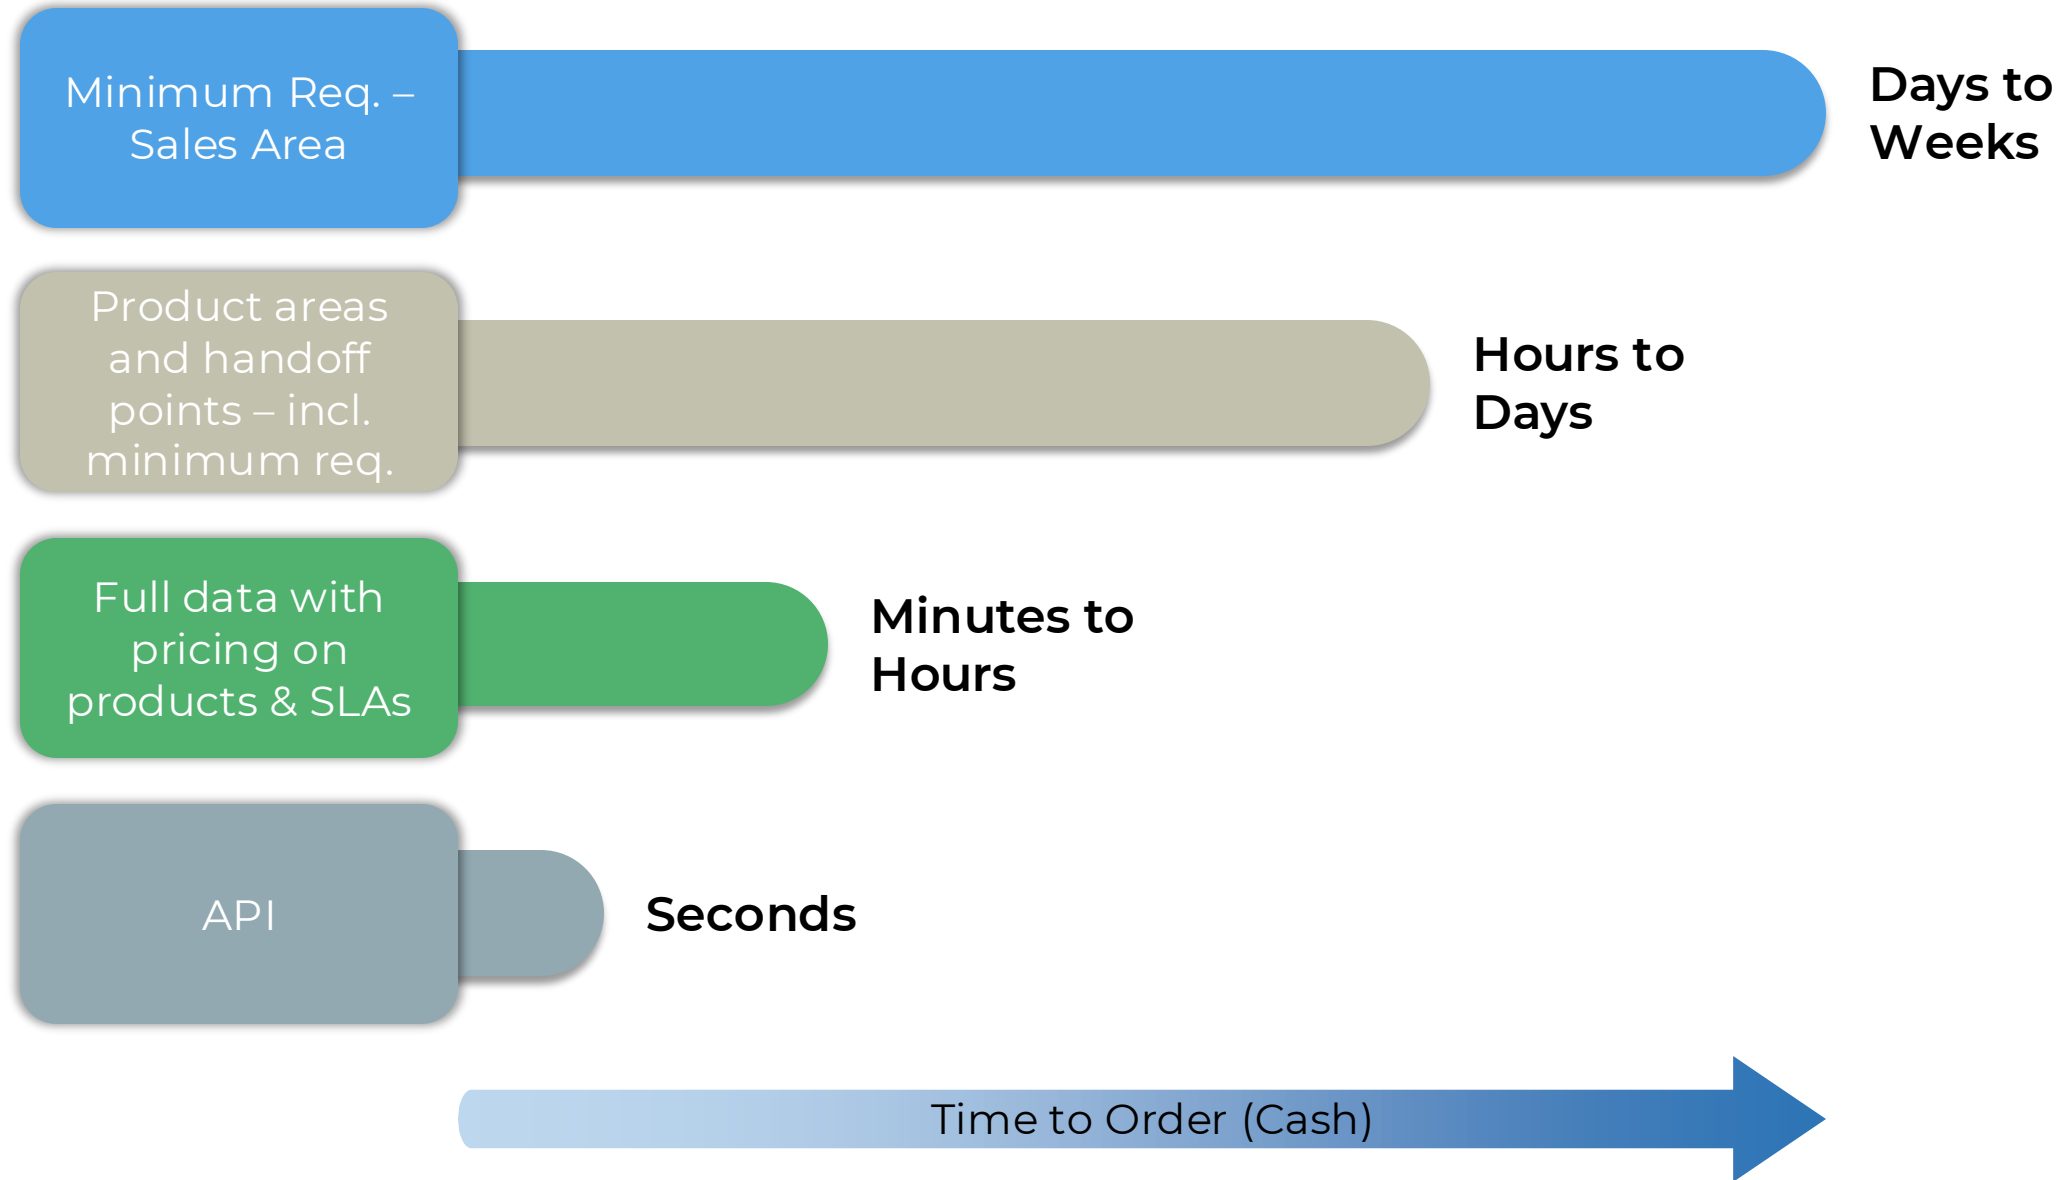 Minimum Req. –
Sales Area
Days to
Weeks
Product areas
and handoff
points – incl.
minimum req.
Hours to
Days
Full data with
pricing on
products & SLAs
Minutes to
Hours
API
Seconds
Time to Order (Cash)